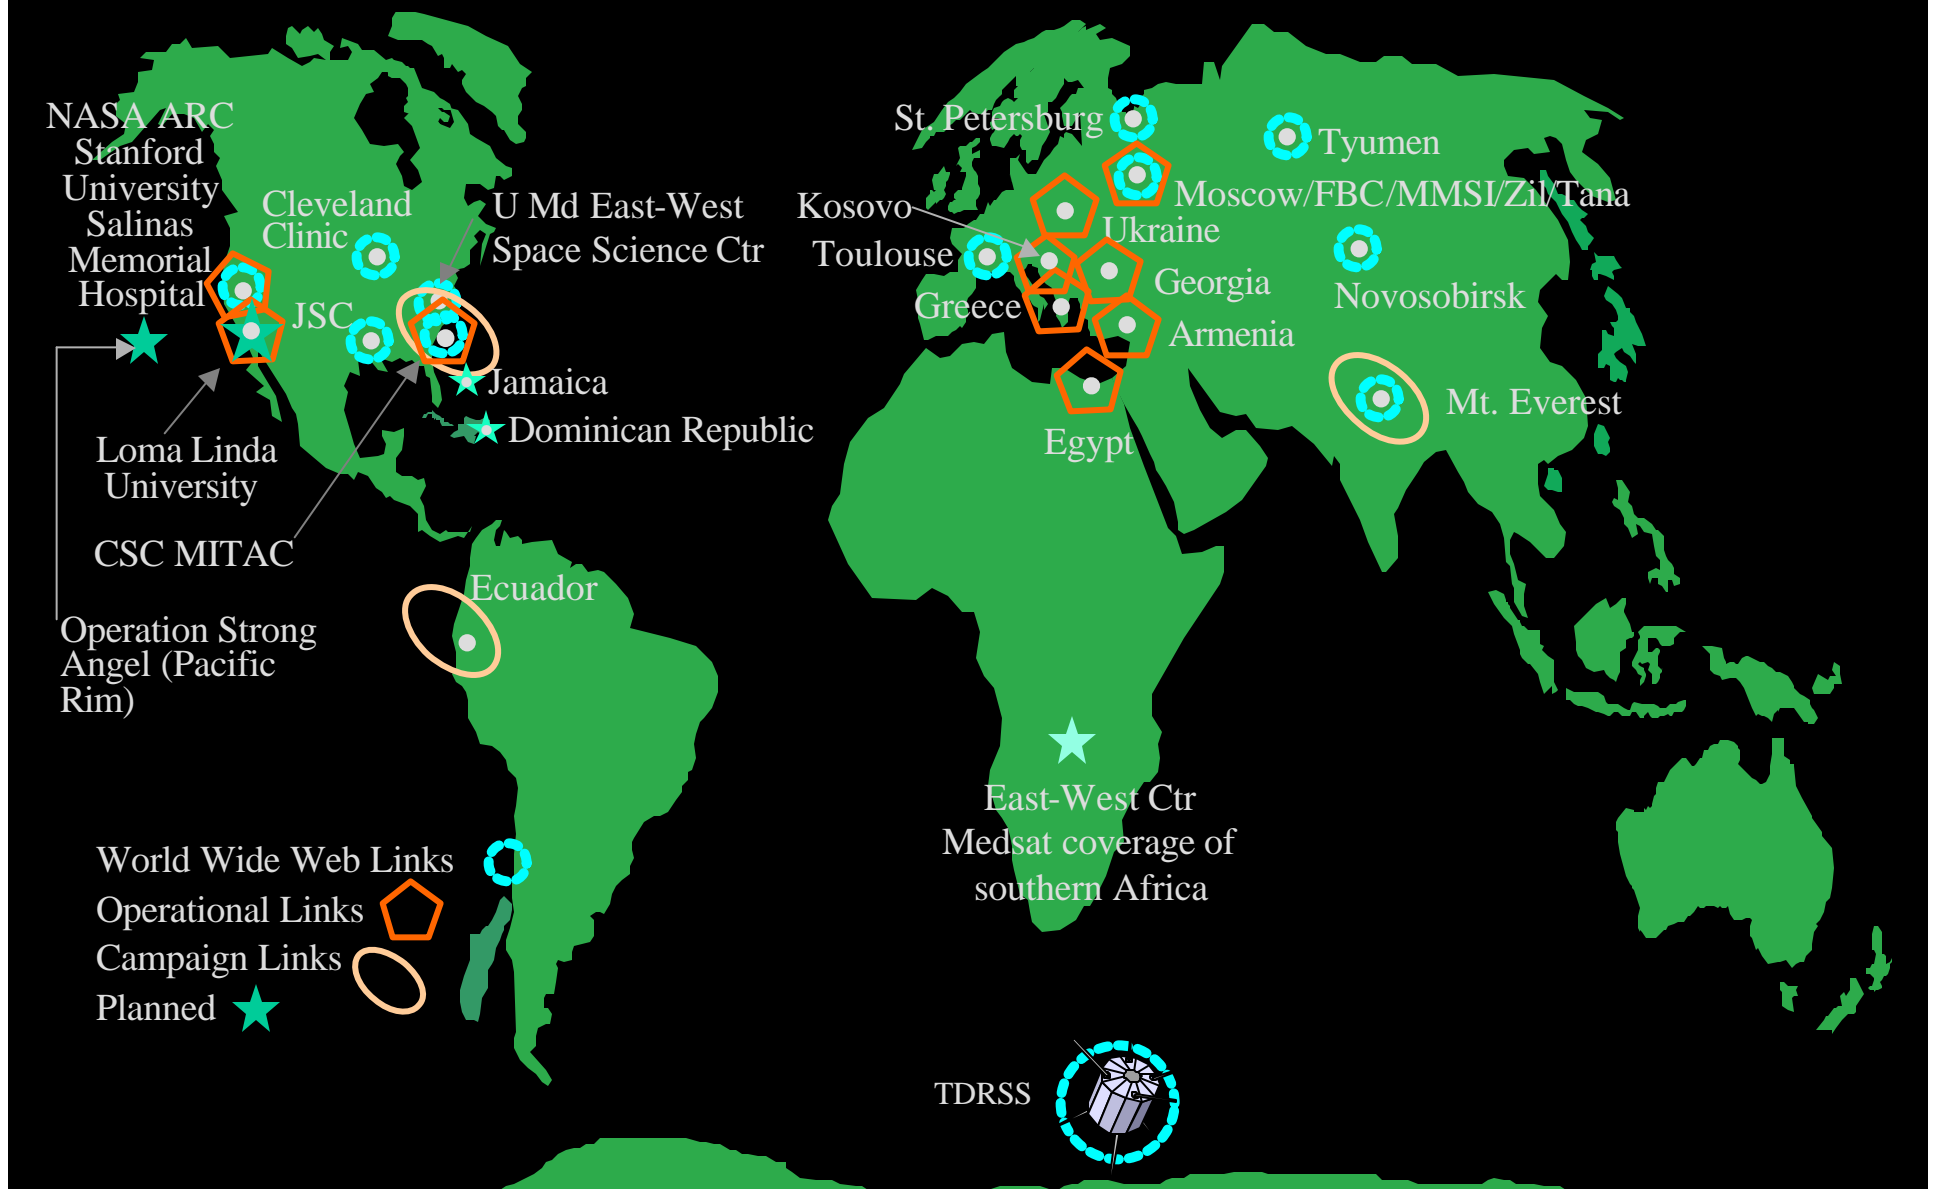 NASA ARC
Stanford
University
Salinas
Memorial
Hospital
Cleveland
Clinic
JSC
U Md East-West
Space Science Ctr
Jamaica
Dominican Republic
Loma Linda
University
CSC MITAC
Operation Strong
Angel (Pacific
Rim)
Ecuador
St. Petersburg
Tyumen
Moscow/FBC/MMSI/Zil/Tana
Kosovo
Ukraine
Toulouse
Georgia
Novosobirsk
Greece
Armenia
Mt. Everest
Egypt
East-West Ctr
Medsat coverage of
southern Africa
World Wide Web Links
Operational Links
Campaign Links
Planned
TDRSS